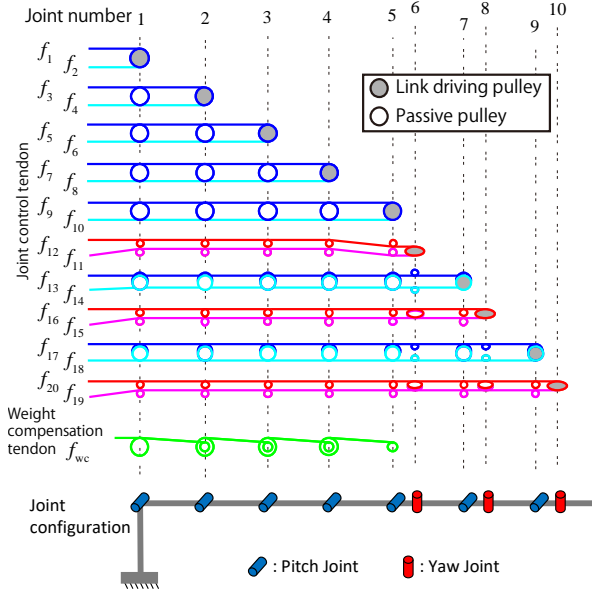 Joint number 1 2 3 4 5 6 7 8 9 10
f1 f2
Link driving pulley
f3 f4
Passive pulley
f5 f6
f7 f8
f9 f10
f12 f11
f13 f14
f16 f15
f17 f18
f20 f19
Joint control tendon
Weight
compensation
tendon fwc
Joint
configuration
: Pitch Joint : Yaw Joint